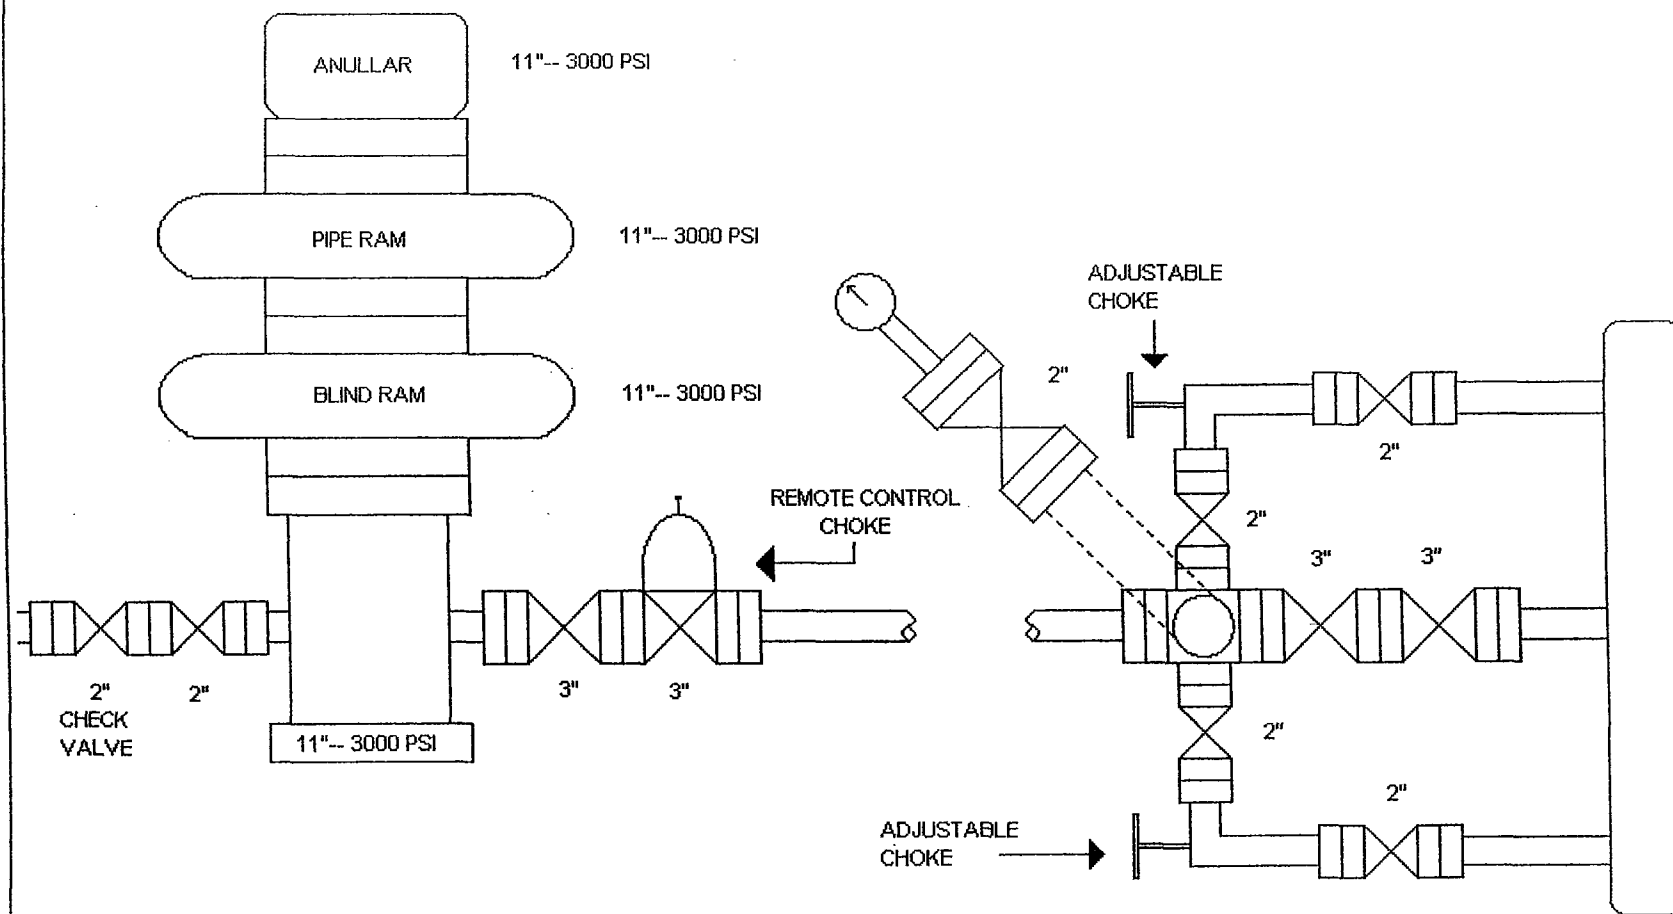 ANULLAR
11"-- 3000 PSI
PIPE RAM
11"-- 3000 PSI
BLIND RAM
11"-- 3000 PSI
ADJUSTABLE
CHOKE
2"
2"
REMOTE CONTROL
CHOKE
2"
3"
3"
2"
CHECK
VALVE
2"
3"
3"
11"-- 3000 PSI
2"
2"
ADJUSTABLE
CHOKE